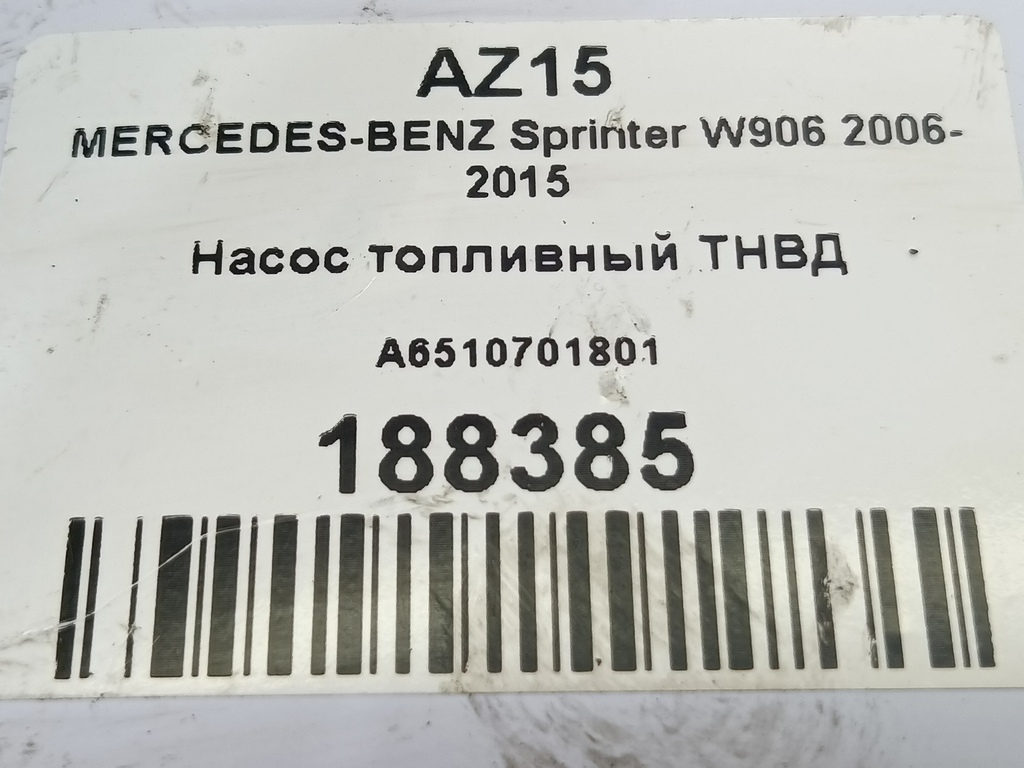 AZ15
MERCEDES-BENZ Sprinter W906 2006-
2015
Насос топливный ТНВД
A6510701801
188385